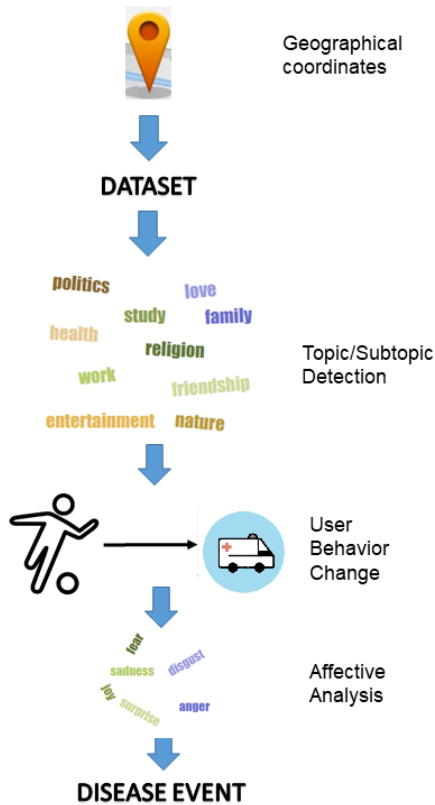 Geographical
coordinates
DATASET
politics
love
study
family
health
religion
work
friendship
entertainment
nature
Topic/Subtopic
Detection
User
Behavior
Change
fear
sadness
disgust
joy
surprise
anger
Affective
Analysis
DISEASE EVENT